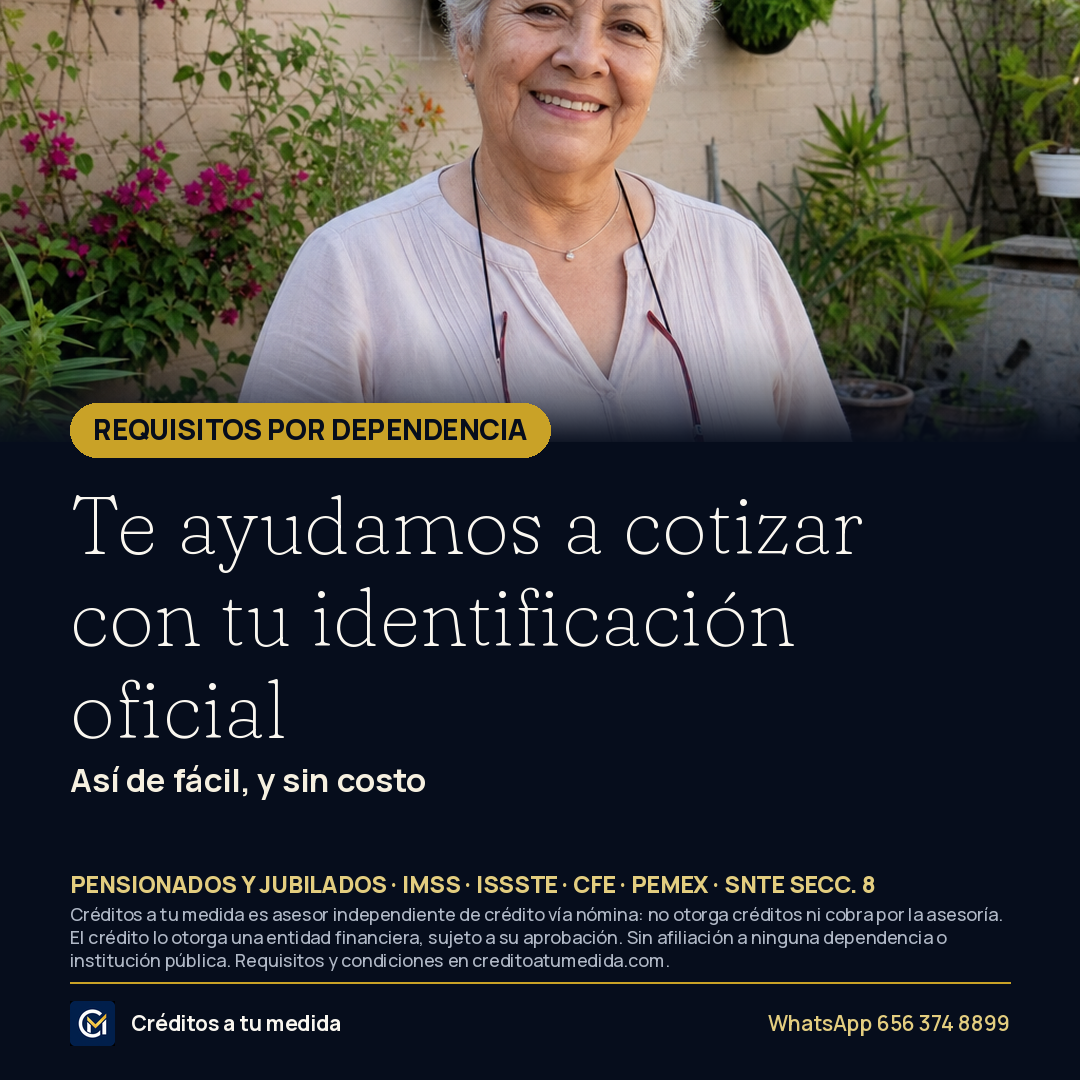 REQUISITOS POR DEPENDENCIA
Te ayudamos a cotizar
con tu identificación
oficial
Así de fácil, y sin costo
PENSIONADOS Y JUBILADOS · IMSS · ISSSTE · CFE · PEMEX · SNTE SECC. 8
Créditos a tu medida es asesor independiente de crédito vía nómina: no otorga créditos ni cobra por la asesoría.
El crédito lo otorga una entidad financiera, sujeto a su aprobación. Sin afiliación a ninguna dependencia o
institución pública. Requisitos y condiciones en creditoatumedida.com.
Créditos a tu medida
WhatsApp 656 374 8899